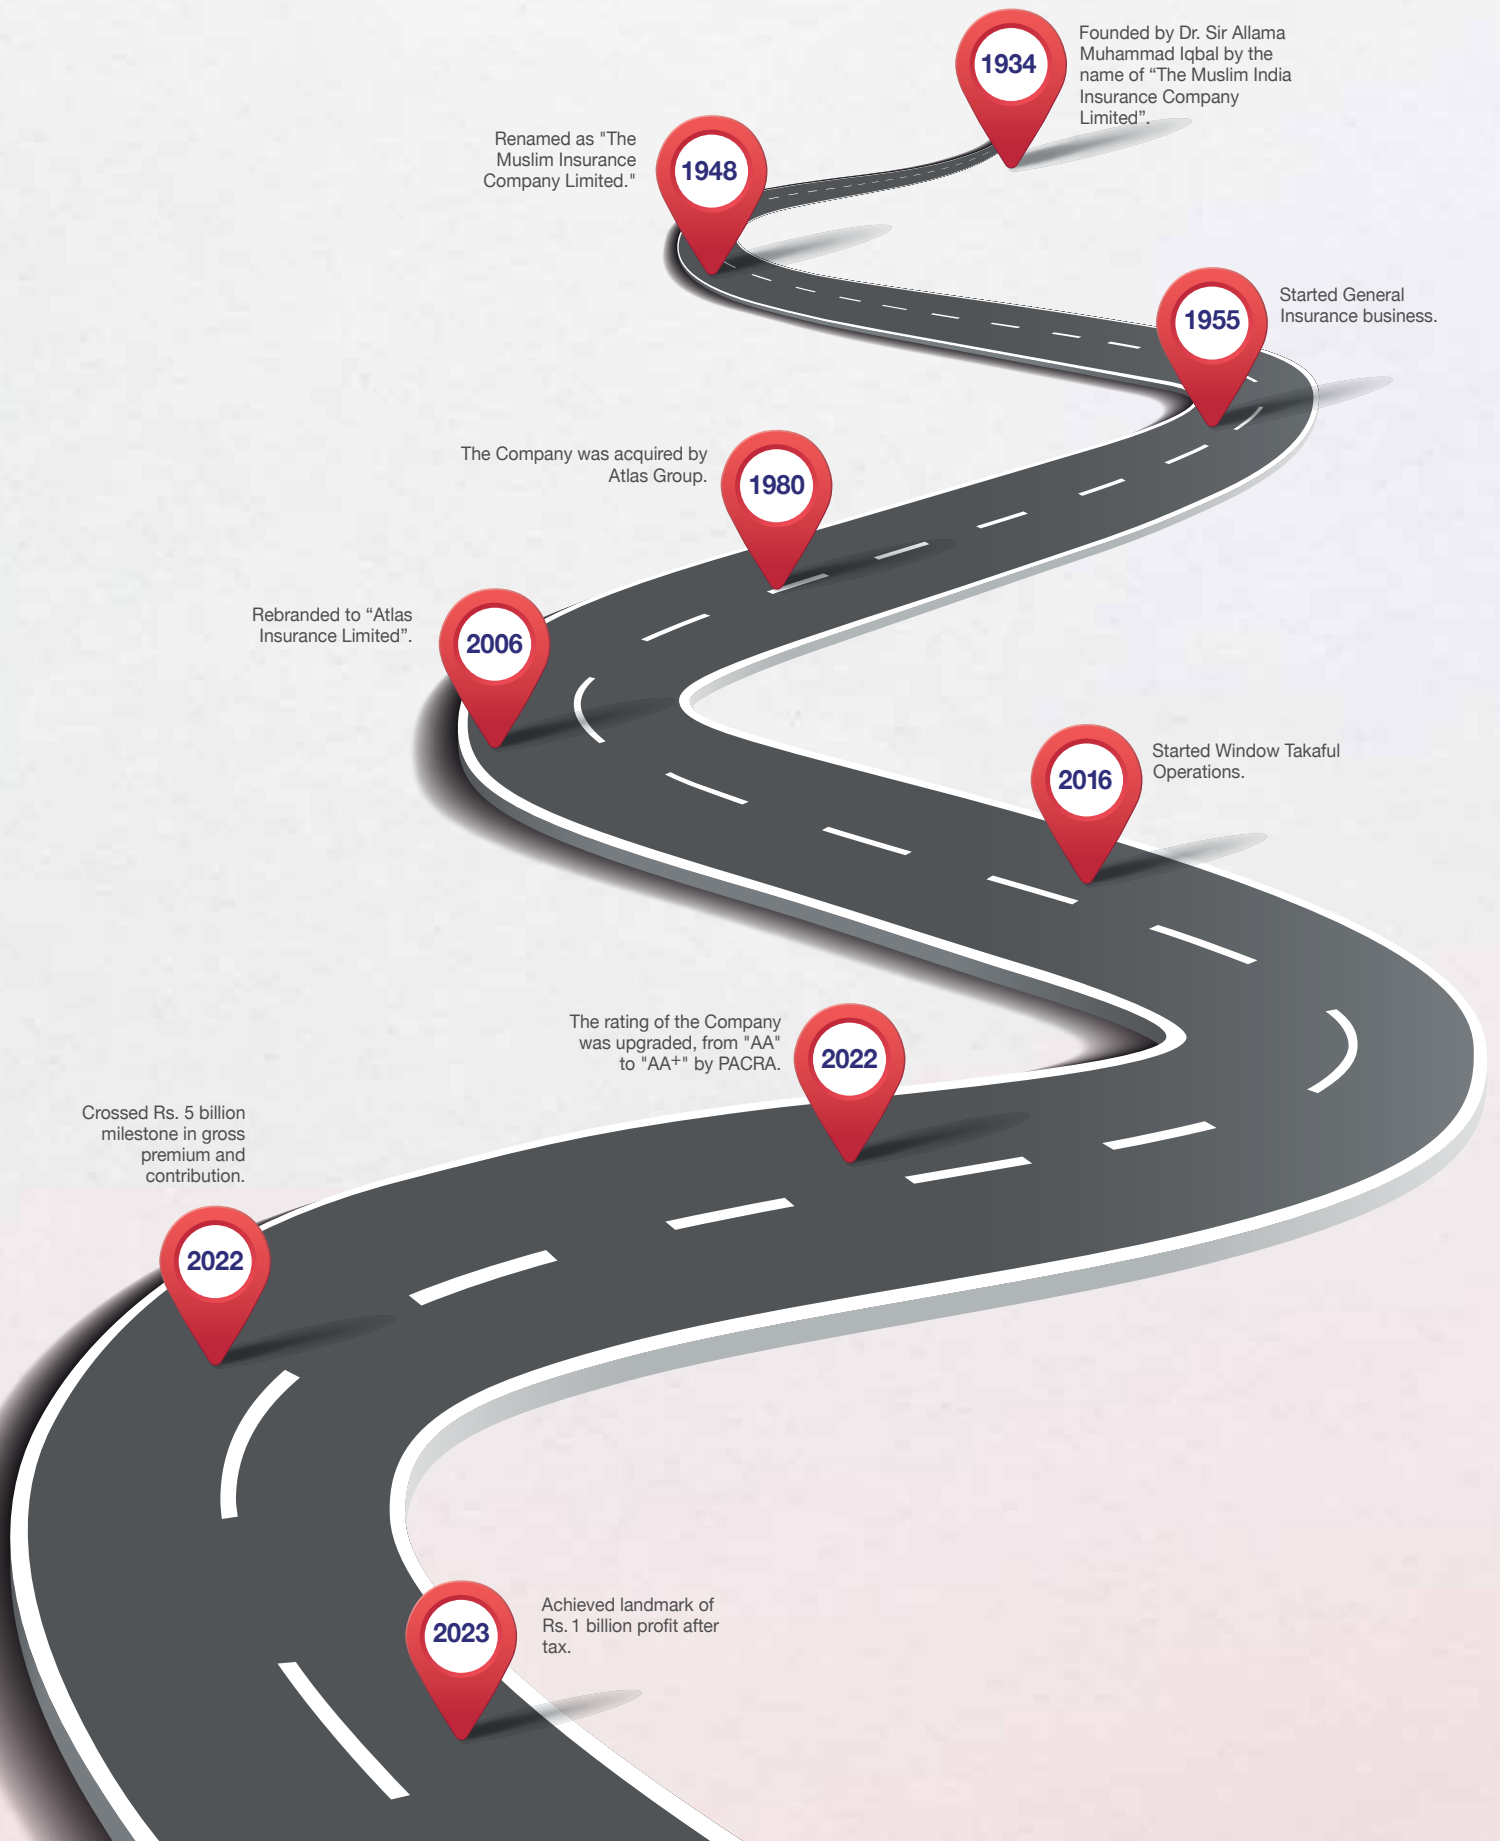 1934
Founded by Dr. Sir Allama
Muhammad Iqbal by the
name of “The Muslim India
Insurance Company
Limited”.
Renamed as "The
Muslim Insurance
Company Limited."
1948
1955
Started General
Insurance business.
The Company was acquired by
Atlas Group.
1980
Rebranded to “Atlas
Insurance Limited”.
2006
2016
Started Window Takaful
Operations.
The rating of the Company
was upgraded, from "AA"
to "AA+" by PACRA.
2022
Crossed Rs. 5 billion
milestone in gross
premium and
contribution.
2022
2023
Achieved landmark of
Rs. 1 billion profit after
tax.